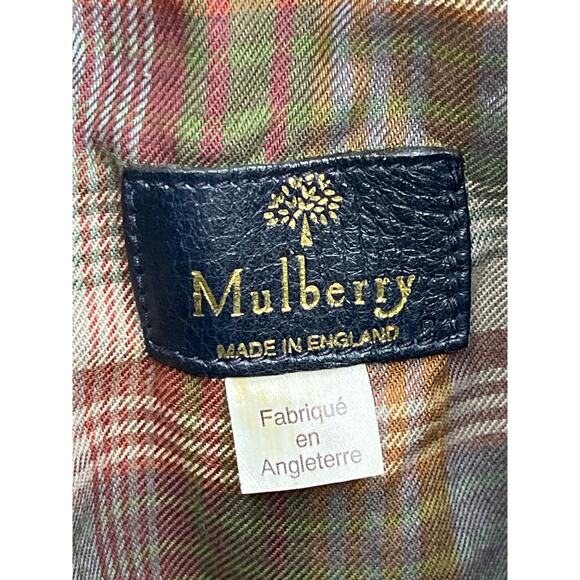 Mulberry
MADE IN ENGLAND
Fabriqué
en
Angleterre